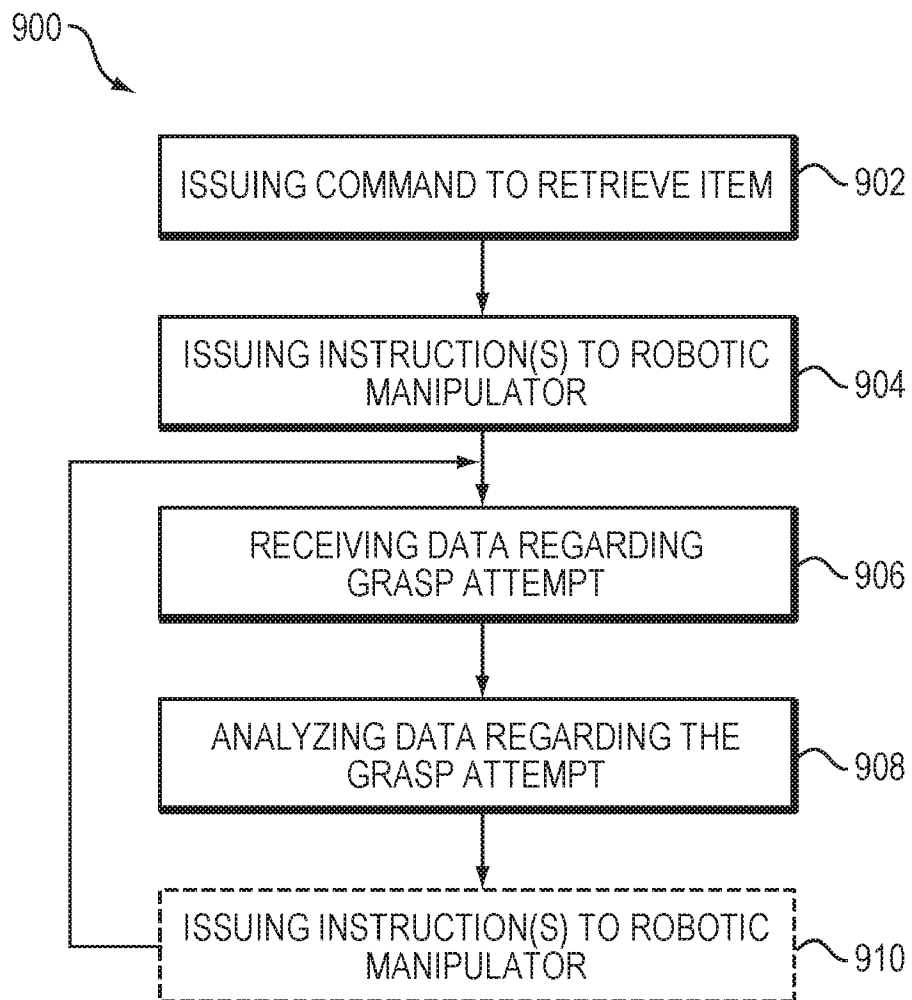 900
ISSUING COMMAND TO RETRIEVE ITEM
902
ISSUING INSTRUCTION(S) TO ROBOTIC
MANIPULATOR
904
RECEIVING DATA REGARDING
GRASP ATTEMPT
906
ANALYZING DATA REGARDING THE
GRASP ATTEMPT
908
ISSUING INSTRUCTION(S) TO ROBOTIC
MANIPULATOR
910